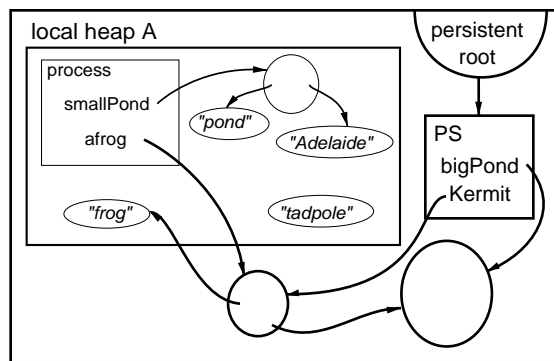 local heap A
persistent
root
process
smallPond
afrog
"pond"
"Adelaide"
PS
bigPond
Kermit
"frog"
"tadpole"